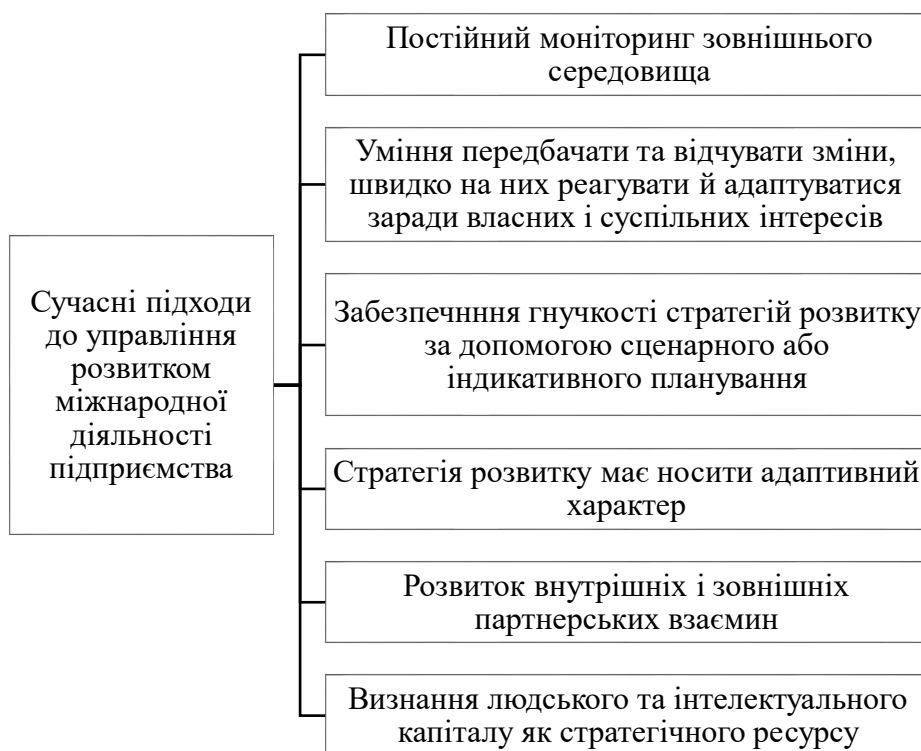 Сучасні підходи
до управління
розвитком
міжнародної
діяльності
підприємства
Постійний моніторинг зовнішнього
середовища
Уміння передбачати та відчувати зміни,
швидко на них реагувати й адаптуватися
заради власних і суспільних інтересів
Забезпечнння гнучкості стратегій розвитку
за допомогою сценарного або
індикативного планування
Стратегія розвитку має носити адаптивний
характер
Розвиток внутрішніх і зовнішніх
партнерських взаємин
Визнання людського та інтелектуального
капіталу як стратегічного ресурсу